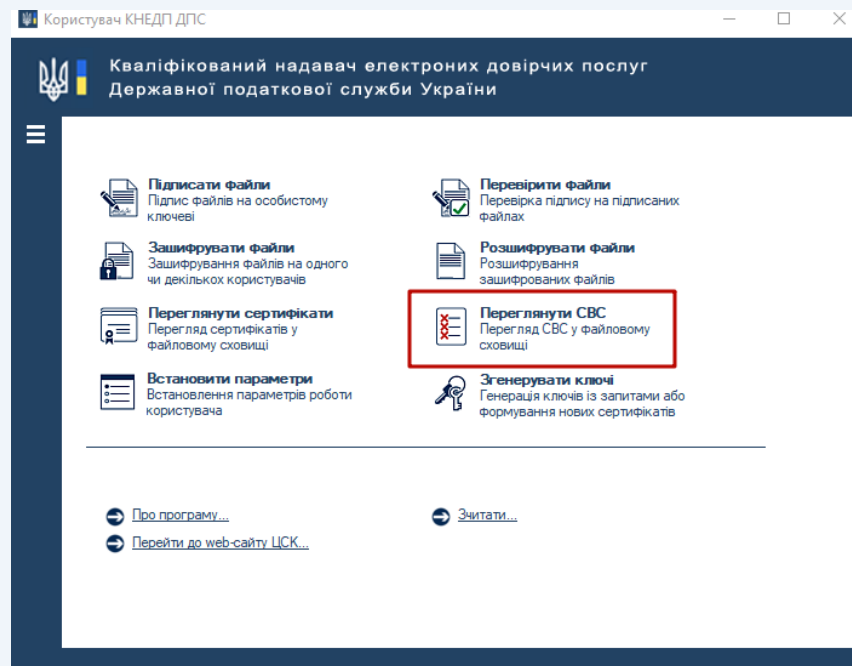 Користувач КНЕДП ДПС
Кваліфікований надавач електроних довірчих послуг
Державної податкової служби України
Підписати файли
Підпис файлів на особистому
ключеві
Перевірити файли
Перевірка підпису на підписаних
файлах
Зашифрувати файли
Зашифрування файлів на одного
чи декількох користувачів
Розшифрувати файли
Розшифрування
зашифрованих файлів
Переглянути сертифікати
Перегляд сертифікатів у
файловому сховищі
Переглянути СВС
Перегляд СВС у файловому
сховищі
Встановити параметри
Встановлення параметрів роботи
користувача
Згенерувати ключі
Генерація ключів із запитами або
формування нових сертифікатів
Про програму...
Зчитати...
Перейти до web-сайту ЦСК...